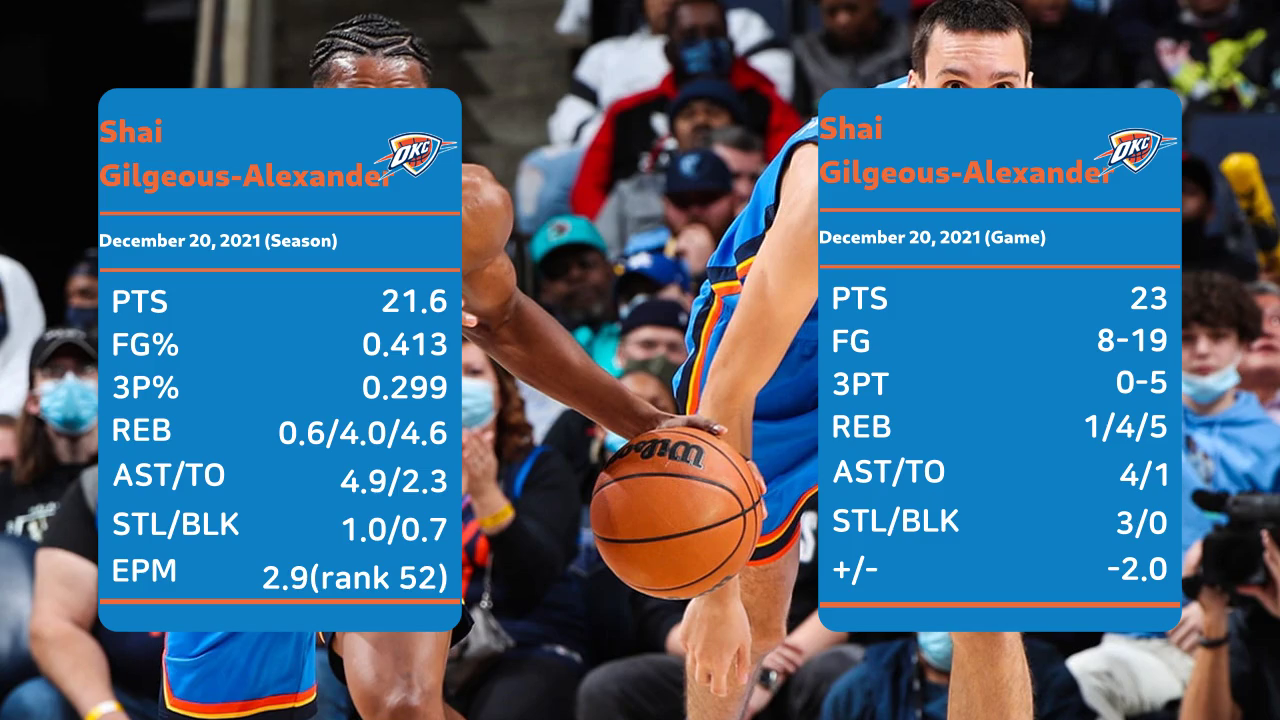 Shai
Gilgeous-Alexander
OKC
December 20, 2021 (Season)
PTS 21.6
FG% 0.413
3P% 0.299
REB 0.6/4.0/4.6
AST/TO 4.9/2.3
STL/BLK 1.0/0.7
EPM 2.9(rank 52)
Wilson
Shai
Gilgeous-Alexander
OKC
December 20, 2021 (Game)
PTS 23
FG 8-19
3PT 0-5
REB 1/4/5
AST/TO 4/1
STL/BLK 3/0
+/- -2.0